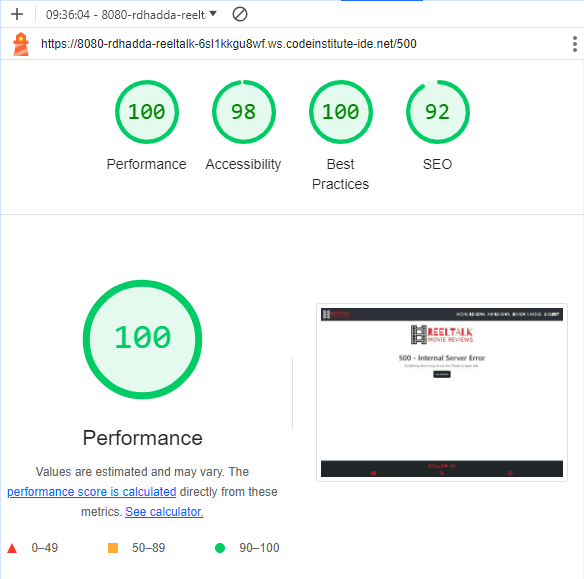 09:36:04 - 8080-rdhadda-reelt
https://8080-rdhadda-reeltalk-6sl1kkgu8wf.ws.codeinstitute-ide.net/500
100 98 100 92
Performance Accessibility Best Practices SEO
100
REELTALK
MOVIE REVIEWS
500 - Internal Server Error
Performance
Values are estimated and may vary. The
performance score is calculated directly from these
metrics. See calculator.
0–49 50–89 90–100